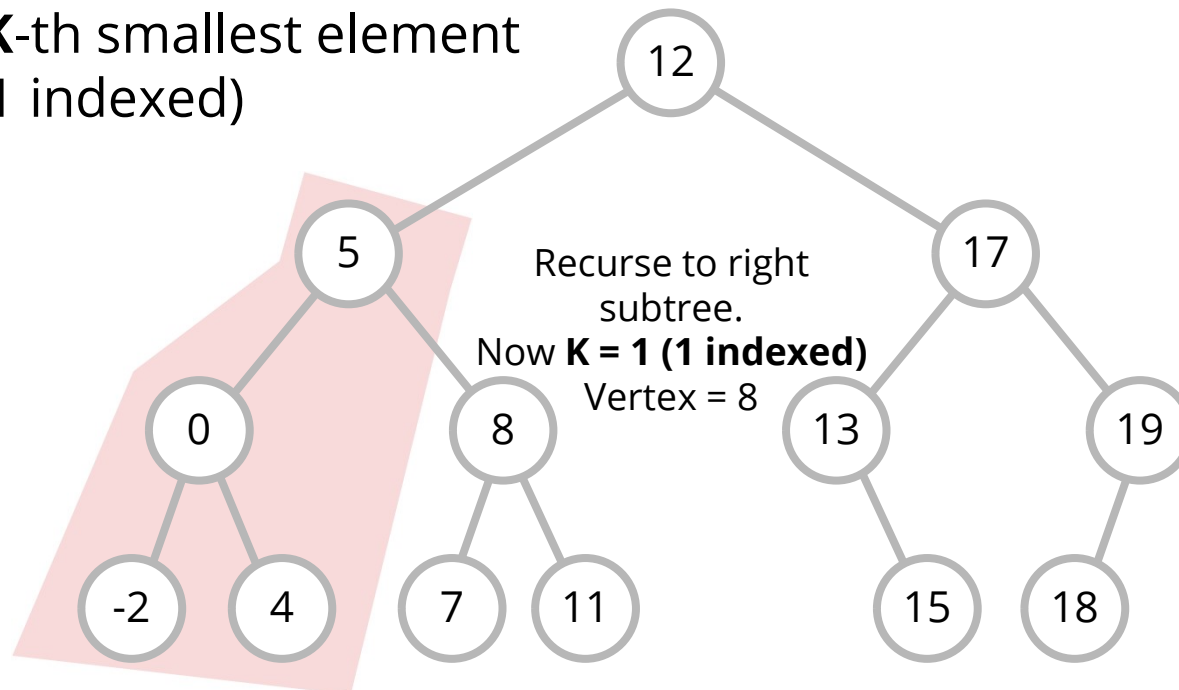 K-th smallest element
1 indexed)
12
5
17
Recurse to right
subtree.
Now K = 1 (1 indexed)
Vertex = 8
0
8
13
19
-2
4
7
11
15
18